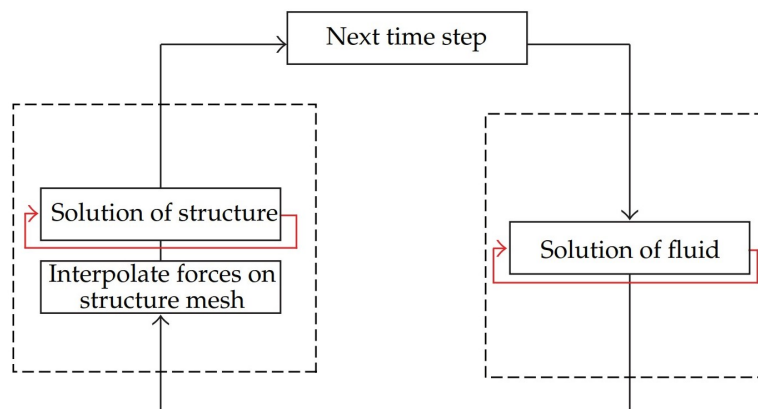 Next time step
Solution of structure
Interpolate forces on
structure mesh
Solution of fluid